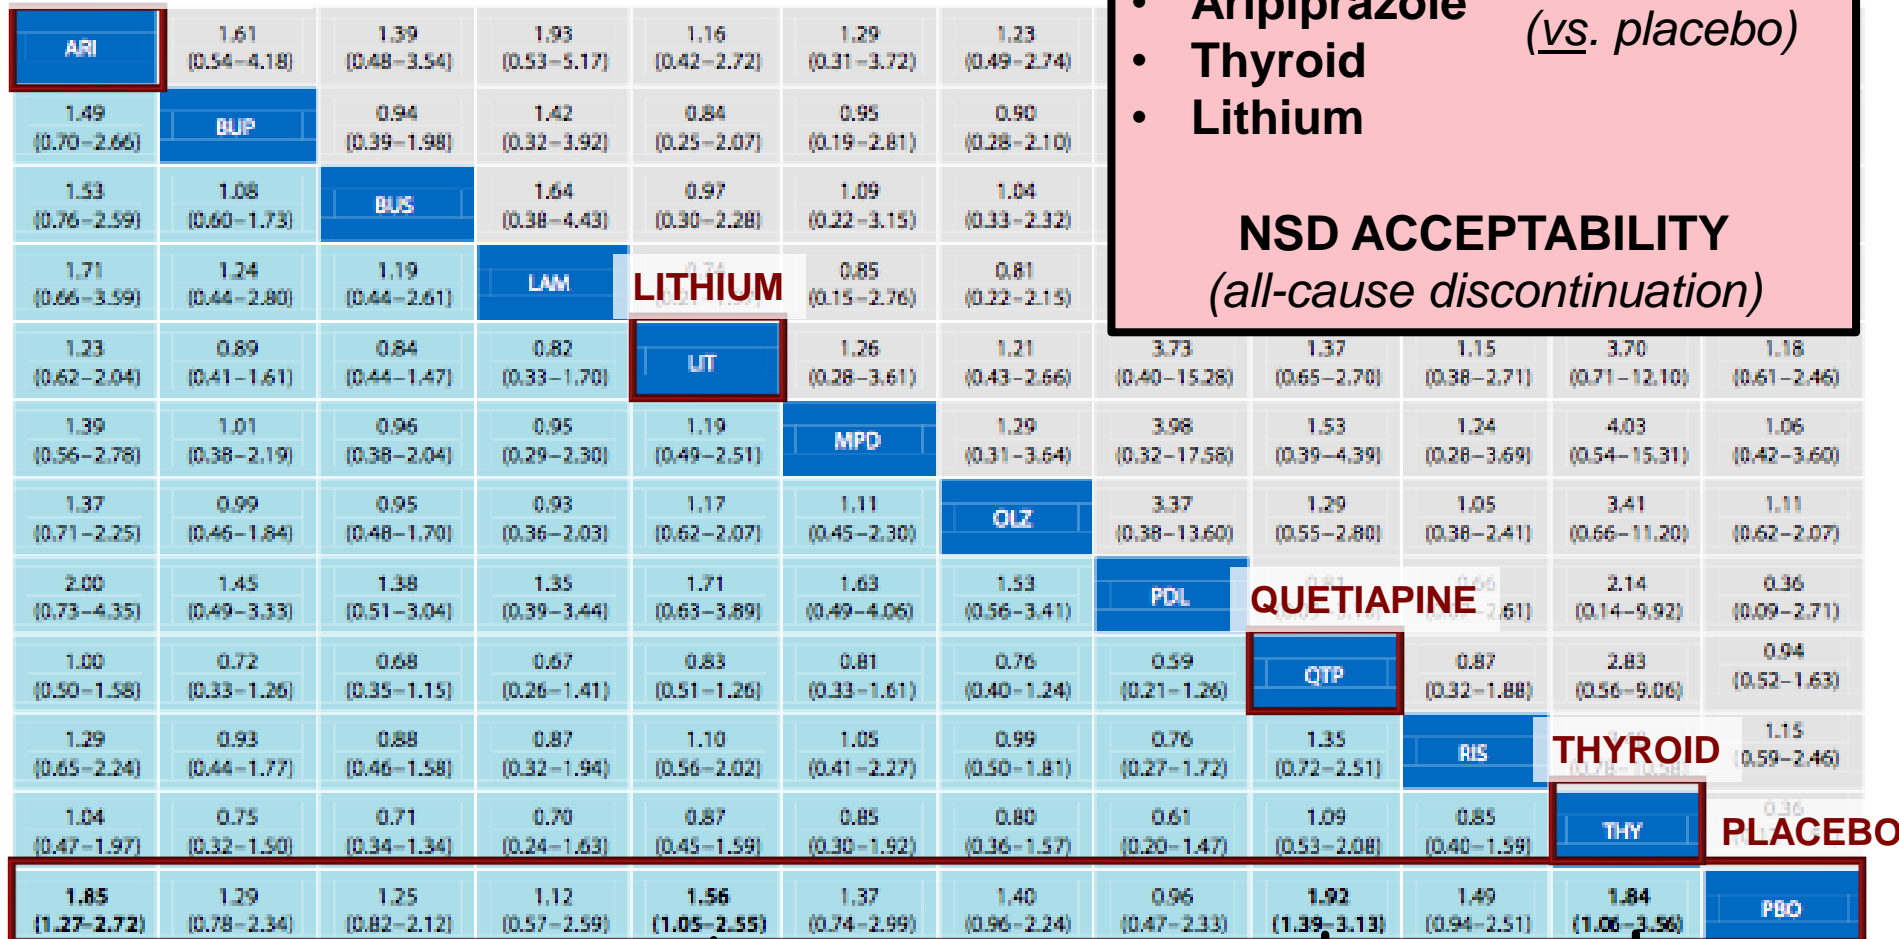 • Aripiprazole
(vs. placebo)
• Thyroid
• Lithium
NSD ACCEPTABILITY
(all-cause discontinuation)
ARI 1.61 1.39 1.93 1.16 1.29 1.23
(0.54–4.18) (0.48–3.54) (0.53–5.17) (0.42–2.72) (0.31–3.72) (0.49–2.74)
1.49 BUP 0.94 1.42 0.84 0.95 0.90
(0.70–2.66) (0.39–1.98) (0.32–3.92) (0.25–2.07) (0.19–2.81) (0.28–2.10)
1.53 1.08 BUS 1.64 0.97 1.09 1.04
(0.76–2.59) (0.60–1.73) (0.38–4.43) (0.30–2.28) (0.22–3.15) (0.33–2.32)
1.71 1.24 1.19 LAM LITHIUM 0.85 0.81
(0.66–3.59) (0.44–2.80) (0.44–2.61) (0.15–2.76) (0.22–2.15)
1.23 0.89 0.84 0.82 LIT 1.26 1.21 3.73 1.37 1.15 3.70 1.18
(0.62–2.04) (0.41–1.61) (0.44–1.47) (0.33–1.70) (0.28–3.61) (0.43–2.66) (0.40–15.28) (0.65–2.70) (0.38–2.71) (0.71–12.10) (0.61–2.46)
1.39 1.01 0.96 0.95 1.19 MPD 1.29 3.98 1.53 1.24 4.03 1.06
(0.56–2.78) (0.38–2.19) (0.38–2.04) (0.29–2.30) (0.49–2.51) (0.31–3.64) (0.32–17.58) (0.39–4.39) (0.28–3.69) (0.54–15.31) (0.42–3.60)
1.37 0.99 0.95 0.93 1.17 1.11 OLZ 3.37 1.29 1.05 3.41 1.11
(0.71–2.25) (0.46–1.84) (0.48–1.70) (0.36–2.03) (0.62–2.07) (0.45–2.30) (0.38–13.60) (0.55–2.80) (0.38–2.41) (0.66–11.20) (0.62–2.07)
2.00 1.45 1.38 1.35 1.71 1.63 1.53 PDL QUETIAPINE 2.14 0.36
(0.73–4.35) (0.49–3.33) (0.51–3.04) (0.39–3.44) (0.63–3.89) (0.49–4.06) (0.56–3.41) (0.14–9.92) (0.09–2.71)
1.00 0.72 0.68 0.67 0.83 0.81 0.76 0.59 QTP 0.87 2.83 0.94
(0.50–1.58) (0.33–1.26) (0.35–1.15) (0.26–1.41) (0.51–1.26) (0.33–1.61) (0.40–1.24) (0.21–1.26) (0.32–1.88) (0.56–9.06) (0.52–1.63)
1.29 0.93 0.88 0.87 1.10 1.05 0.99 0.76 1.35 RIS THYROID 1.15
(0.65–2.24) (0.44–1.77) (0.46–1.58) (0.32–1.94) (0.56–2.02) (0.41–2.27) (0.50–1.81) (0.27–1.72) (0.72–2.51) (0.59–2.46)
1.04 0.75 0.71 0.70 0.87 0.85 0.80 0.61 1.09 0.85 THY PLACEBO
(0.47–1.97) (0.32–1.50) (0.34–1.34) (0.24–1.63) (0.45–1.59) (0.30–1.92) (0.36–1.57) (0.20–1.47) (0.53–2.08) (0.40–1.59)
1.85 1.29 1.25 1.12 1.56 1.37 1.40 0.96 1.92 1.49 1.84 PBO
(1.27–2.72) (0.78–2.34) (0.82–2.12) (0.57–2.59) (1.05–2.55) (0.74–2.99) (0.96–2.24) (0.47–2.33) (1.39–3.13) (0.94–2.51) (1.06–3.56)